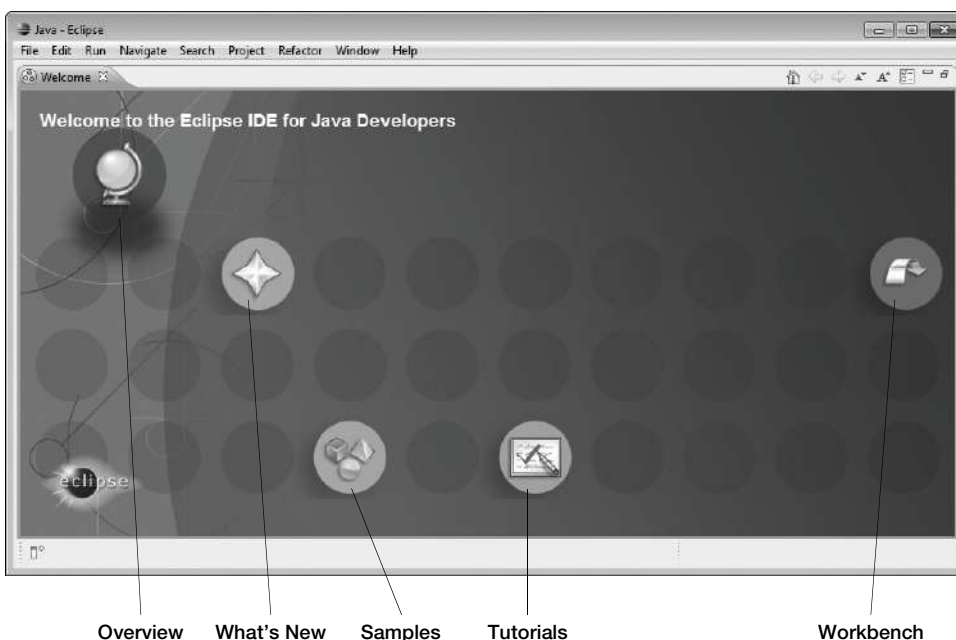 Java - Eclipse
File Edit Run Navigate Search Project Refactor Window Help
Welcome
Welcome to the Eclipse IDE for Java Developers
eclipse
Overview What's New Samples Tutorials Workbench